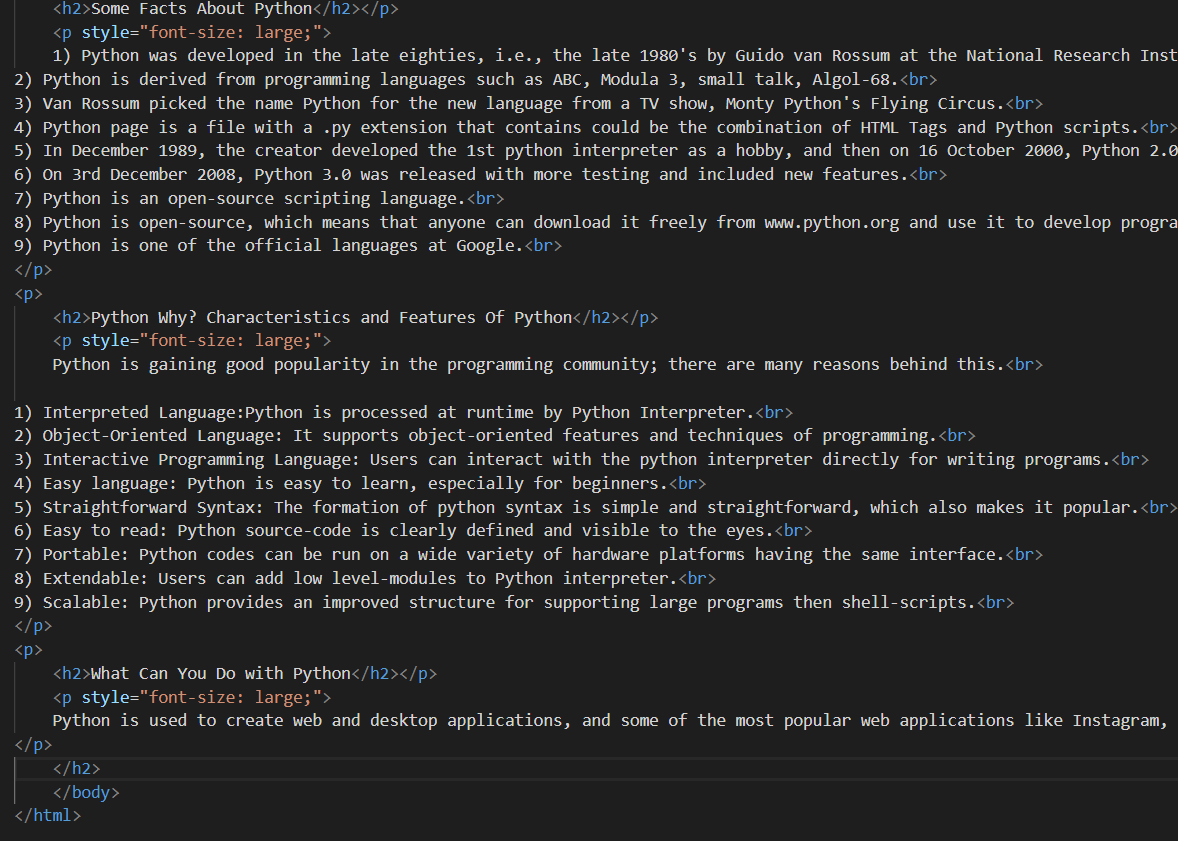 <h2>Some Facts About Python</h2></p>
<p style="font-size: large;">
1) Python was developed in the late eighties, i.e., the late 1980's by Guido van Rossum at the National Research Inst
2) Python is derived from programming languages such as ABC, Modula 3, small talk, Algol-68.<br>
3) Van Rossum picked the name Python for the new language from a TV show, Monty Python's Flying Circus.<br>
4) Python page is a file with a .py extension that contains could be the combination of HTML Tags and Python scripts.<br>
5) In December 1989, the creator developed the 1st python interpreter as a hobby, and then on 16 October 2000, Python 2.0
6) On 3rd December 2008, Python 3.0 was released with more testing and included new features.<br>
7) Python is an open-source scripting language.<br>
8) Python is open-source, which means that anyone can download it freely from www.python.org and use it to develop progra
9) Python is one of the official languages at Google.<br>
</p>
<p>
<h2>Python Why? Characteristics and Features Of Python</h2></p>
<p style="font-size: large;">
Python is gaining good popularity in the programming community; there are many reasons behind this.<br>
1) Interpreted Language:Python is processed at runtime by Python Interpreter.<br>
2) Object-Oriented Language: It supports object-oriented features and techniques of programming.<br>
3) Interactive Programming Language: Users can interact with the python interpreter directly for writing programs.<br>
4) Easy language: Python is easy to learn, especially for beginners.<br>
5) Straightforward Syntax: The formation of python syntax is simple and straightforward, which also makes it popular.<br>
6) Easy to read: Python source-code is clearly defined and visible to the eyes.<br>
7) Portable: Python codes can be run on a wide variety of hardware platforms having the same interface.<br>
8) Extendable: Users can add low level-modules to Python interpreter.<br>
9) Scalable: Python provides an improved structure for supporting large programs then shell-scripts.<br>
</p>
<p>
<h2>What Can You Do with Python</h2></p>
<p style="font-size: large;">
Python is used to create web and desktop applications, and some of the most popular web applications like Instagram,
</p>
</h2>
</body>
</html>